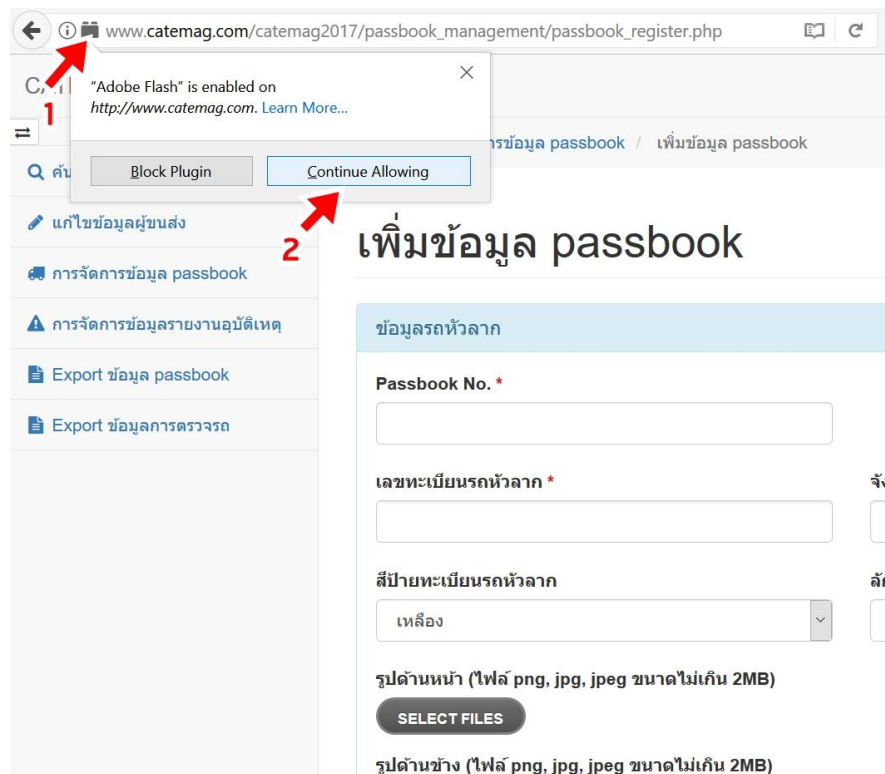 www.catemag.com/catemag2017/passbook_management/passbook_register.php
"Adobe Flash" is enabled on
http://www.catemag.com. Learn More...
Block Plugin
Continue Allowing
1
2
ข้อมูล passbook / เพิ่มข้อมูล passbook
แก้ไขข้อมูลผู้ขนส่ง
การจัดการข้อมูล passbook
การจัดการข้อมูลรายงานอุบัติเหตุ
Export ข้อมูล passbook
Export ข้อมูลการตรวจรถ
เพิ่มข้อมูล passbook
ข้อมูลรถหัวลาก
Passbook No. *
เลขทะเบียนรถหัวลาก *
สีป้ายทะเบียนรถหัวลาก
เหลือง
รูปด้านหน้า (ไฟล์ png, jpg, jpeg ขนาดไม่เกิน 2MB)
SELECT FILES
รูปด้านข้าง (ไฟล์ png, jpg, jpeg ขนาดไม่เกิน 2MB)